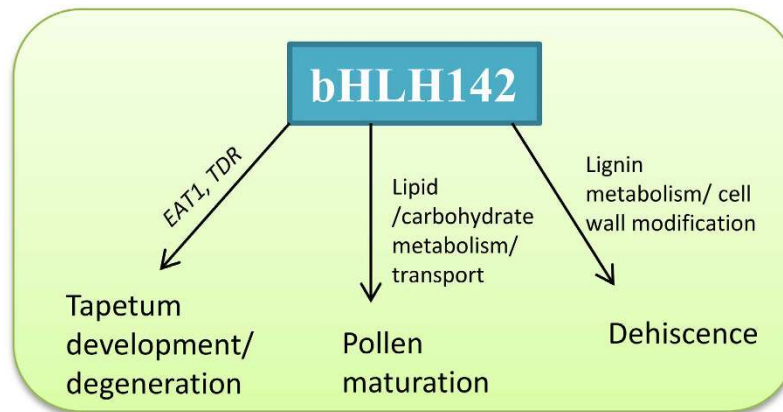 bHLH142
EAT1, TDR
Lipid
/carbohydrate
metabolism/
transport
Lignin
metabolism/ cell
wall modification
Tapetum
development/
degeneration
Pollen
maturation
Dehiscence